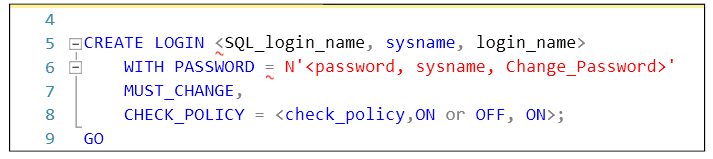 4
5 CREATE LOGIN <SQL_login_name, sysname, login_name>
6 WITH PASSWORD = N'<password, sysname, Change_Password>'
7 MUST_CHANGE,
8 CHECK_POLICY = <check_policy,ON or OFF, ON>;
9 GO